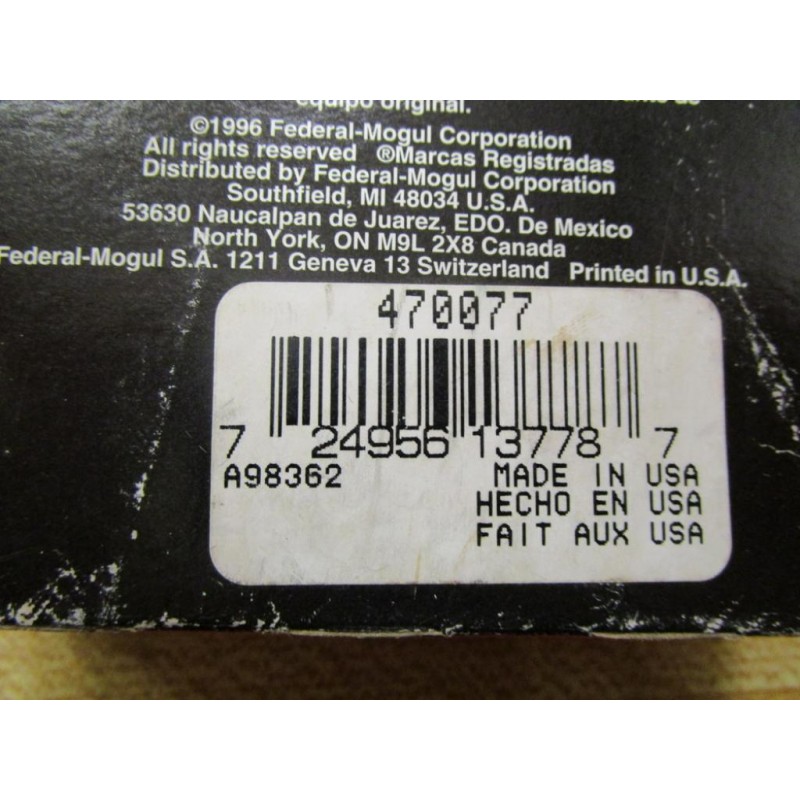 equipo original.
©1996 Federal-Mogul Corporation
All rights reserved ®Marcas Registradas
Distributed by Federal-Mogul Corporation
Southfield, MI 48034 U.S.A.
53630 Naucalpan de Juarez, EDO. De Mexico
North York, ON M9L 2X8 Canada
Federal-Mogul S.A. 1211 Geneva 13 Switzerland Printed in U.S.A.
470077
7 24956 13778 7
A98362 MADE IN USA
HECHO EN USA
FAIT AUX USA